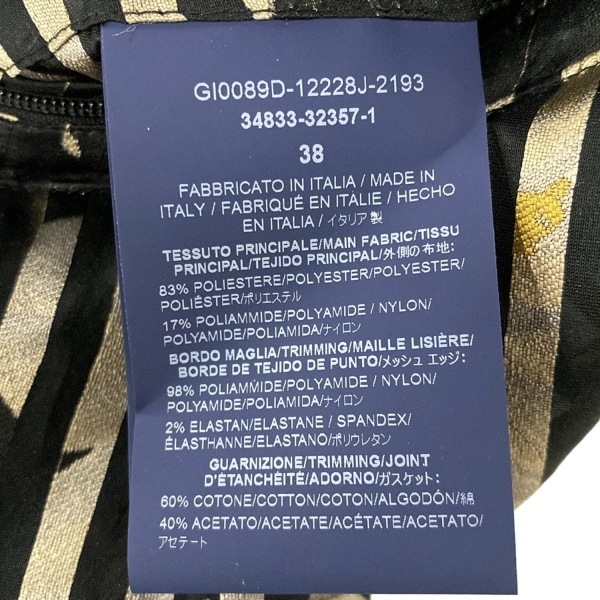 GI0089D-12228J-2193
34833-32357-1
38
FABBRICATO IN ITALIA / MADE IN
ITALY / FABRIQUÉ EN ITALIE / HECHO
EN ITALIA / イタリア製
TESSUTO PRINCIPALE/MAIN FABRIC/TISSU
PRINCIPAL/TEJIDO PRINCIPAL/外側の布地:
83% POLIESTERE/POLYESTER/POLYESTER/
POLIÉSTER/ポリエステル
17% POLIAMMIDE/POLYAMIDE / NYLON/
POLYAMIDE/POLIAMIDA/ナイロン
BORDO MAGLIA/TRIMMING/MAILLE LISIÈRE/
BORDE DE TEJIDO DE PUNTO/メッシュ エッジ:
98% POLIAMMIDE/POLYAMIDE / NYLON/
POLYAMIDE/POLIAMIDA/ナイロン
2% ELASTAN/ELASTANE / SPANDEX/
ÉLASTHANNE/ELASTANO/ポリウレタン
GUARNIZIONE/TRIMMING/JOINT
D'ÉTANCHÉITÉ/ADORNO/ガスケット:
60% COTONE/COTTON/COTON/ALGODÓN/綿
40% ACETATO/ACETATE/ACÉTATE/ACETATO/
アセテート